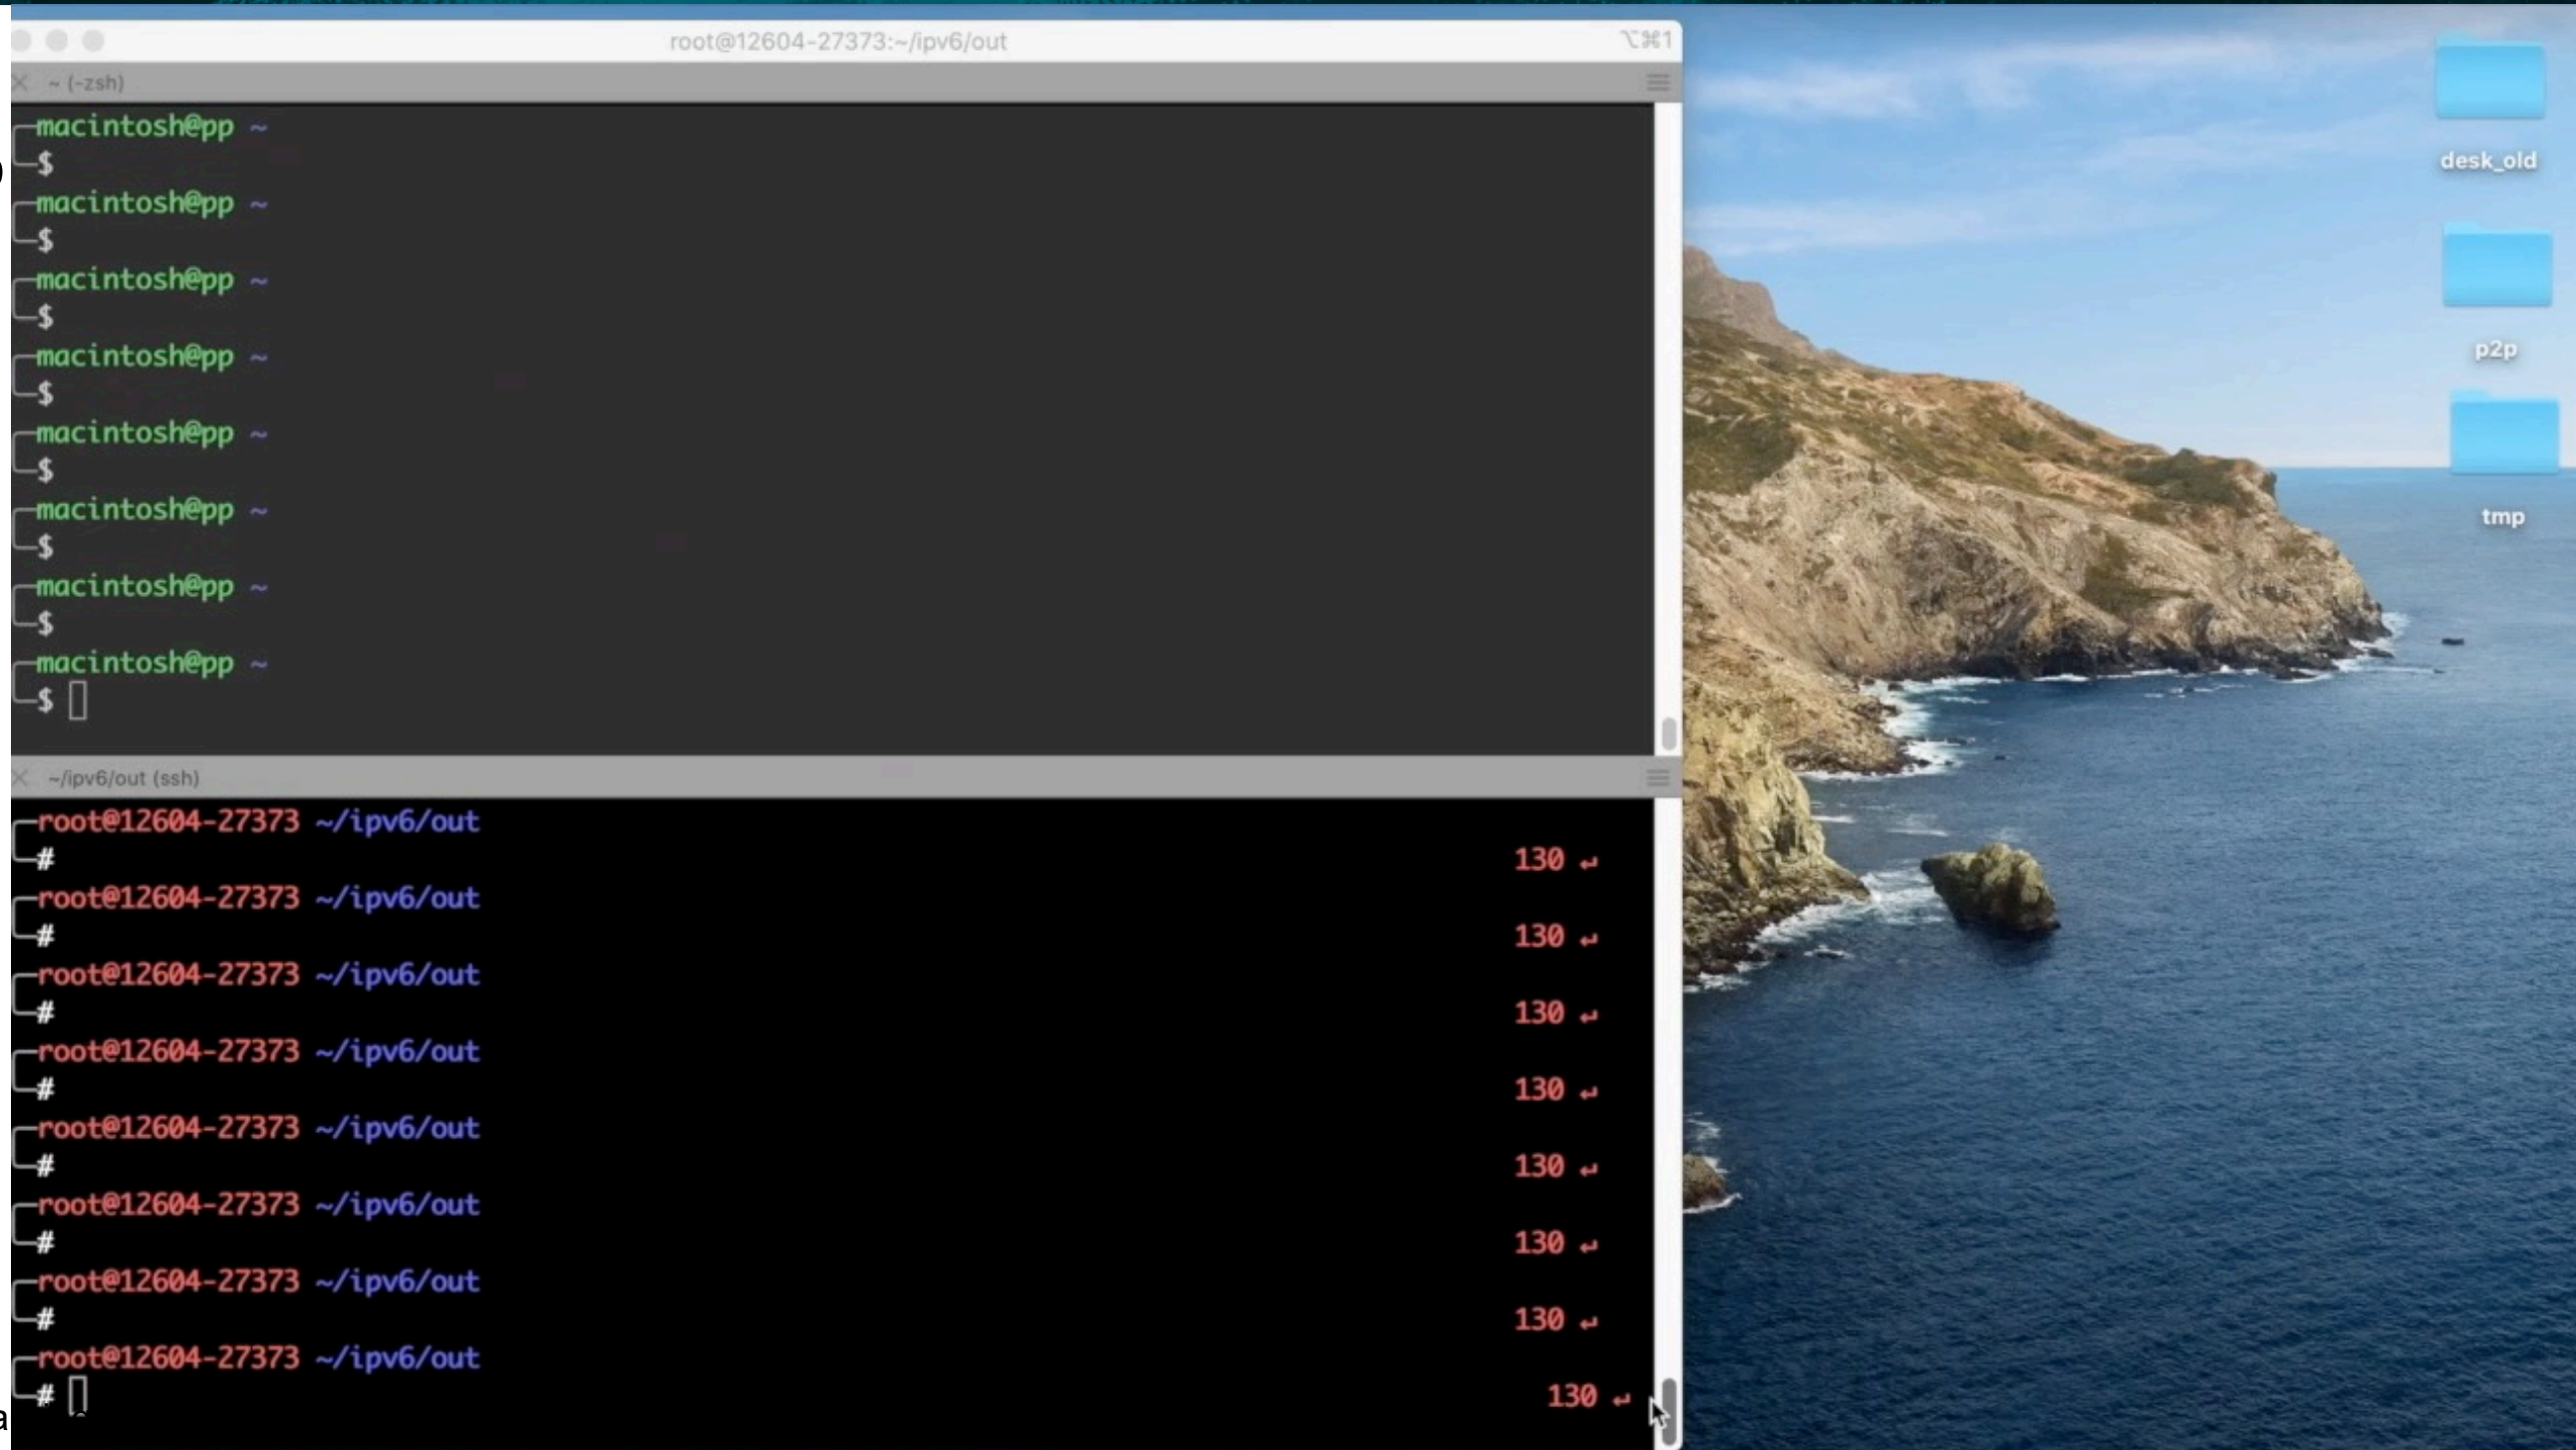 root@12604-27373:~/ipv6/out ⌥⌘1
~ (-zsh)
macintosh@pp ~
$
macintosh@pp ~
$
macintosh@pp ~
$
macintosh@pp ~
$
macintosh@pp ~
$
macintosh@pp ~
$
macintosh@pp ~
$
macintosh@pp ~
$
~/ipv6/out (ssh)
root@12604-27373 ~/ipv6/out
# 130 ↵
root@12604-27373 ~/ipv6/out
# 130 ↵
root@12604-27373 ~/ipv6/out
# 130 ↵
root@12604-27373 ~/ipv6/out
# 130 ↵
root@12604-27373 ~/ipv6/out
# 130 ↵
root@12604-27373 ~/ipv6/out
# 130 ↵
root@12604-27373 ~/ipv6/out
# 130 ↵
root@12604-27373 ~/ipv6/out
# 130 ↵
desk_old
p2p
tmp